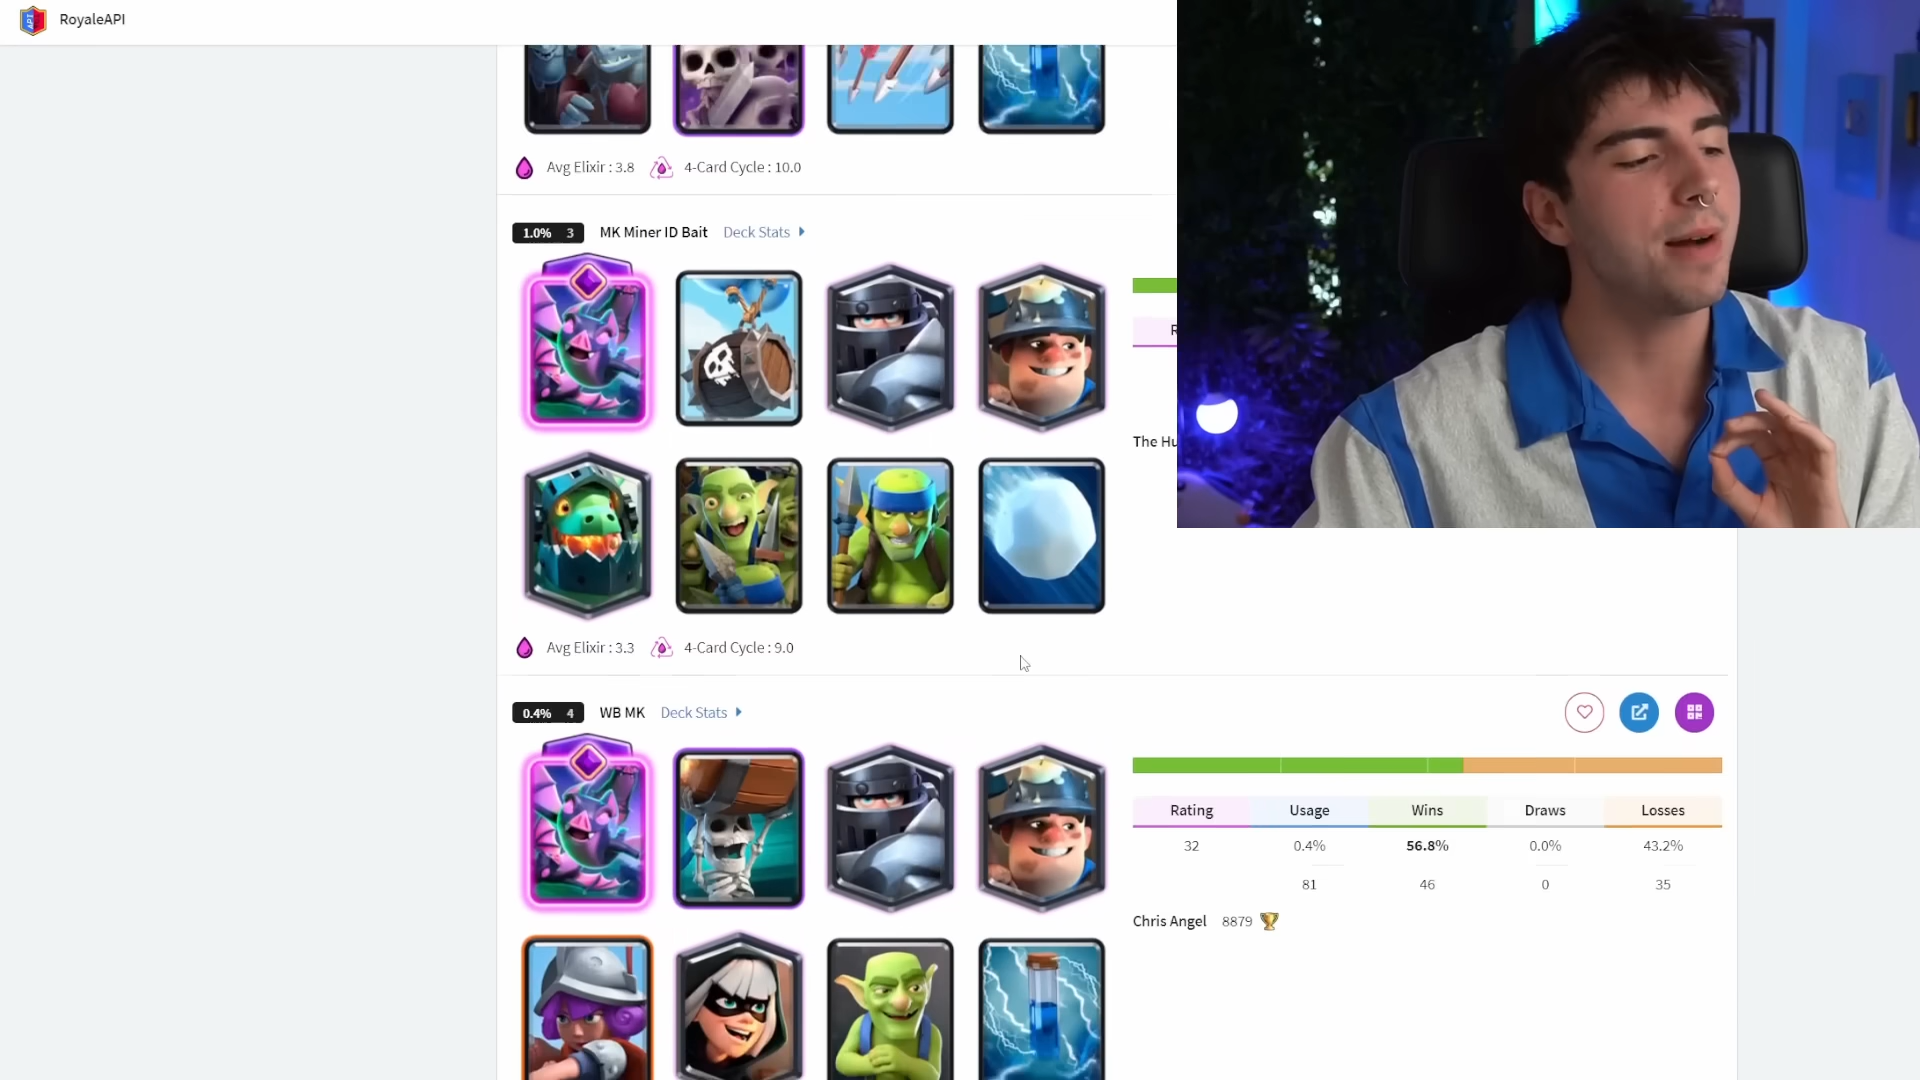 RoyaleAPI
Avg Elixir : 3.8 4-Card Cycle : 10.0
1.0% 3 MK Miner ID Bait Deck Stats
R
The Hu
Avg Elixir : 3.3 4-Card Cycle : 9.0
0.4% 4 WB MK Deck Stats
Rating Usage Wins Draws Losses
32 0.4% 56.8% 0.0% 43.2%
81 46 0 35
Chris Angel 8879